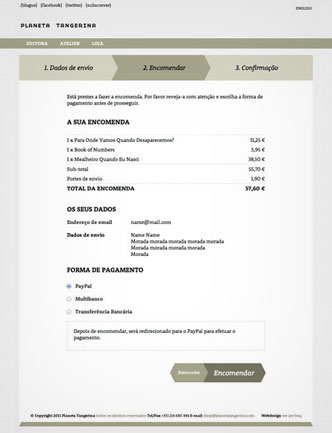 {blogue} {facebook} {twitter} {subscrever}
ENGLISH
PLANETA TANGERINA
EDITORA ATELIER LOJA
1. Dados de envio 2. Encomendar 3. Confirmação
Está prestes a fazer a encomenda. Por favor reveja-a com atenção e escolha a forma de
pagamento antes de prosseguir.
A SUA ENCOMENDA
1 x Para Onde Vamos Quando Desaparecemos? 11,25 €
1 x Book of Numbers 5,95 €
1 x Mealheiro Quando Eu Nasci 38,50 €
Sub-total 55,70 €
Portes de envio 1,90 €
TOTAL DA ENCOMENDA 57,60 €
OS SEUS DADOS
Endereço de email name@mail.com
Dados de envio Name Name
Morada morada morada morada morada
Morada morada morada morada
Morada
FORMA DE PAGAMENTO
PayPal
Multibanco
Transferência Bancária
Depois de encomendar, será redirecionado para o PayPal para efetuar o
pagamento.
Retroceder Encomendar
© Copyright 2011 Planeta Tangerina todos os direitos reservados Tel/Fax E-mail Webdesign we are boq